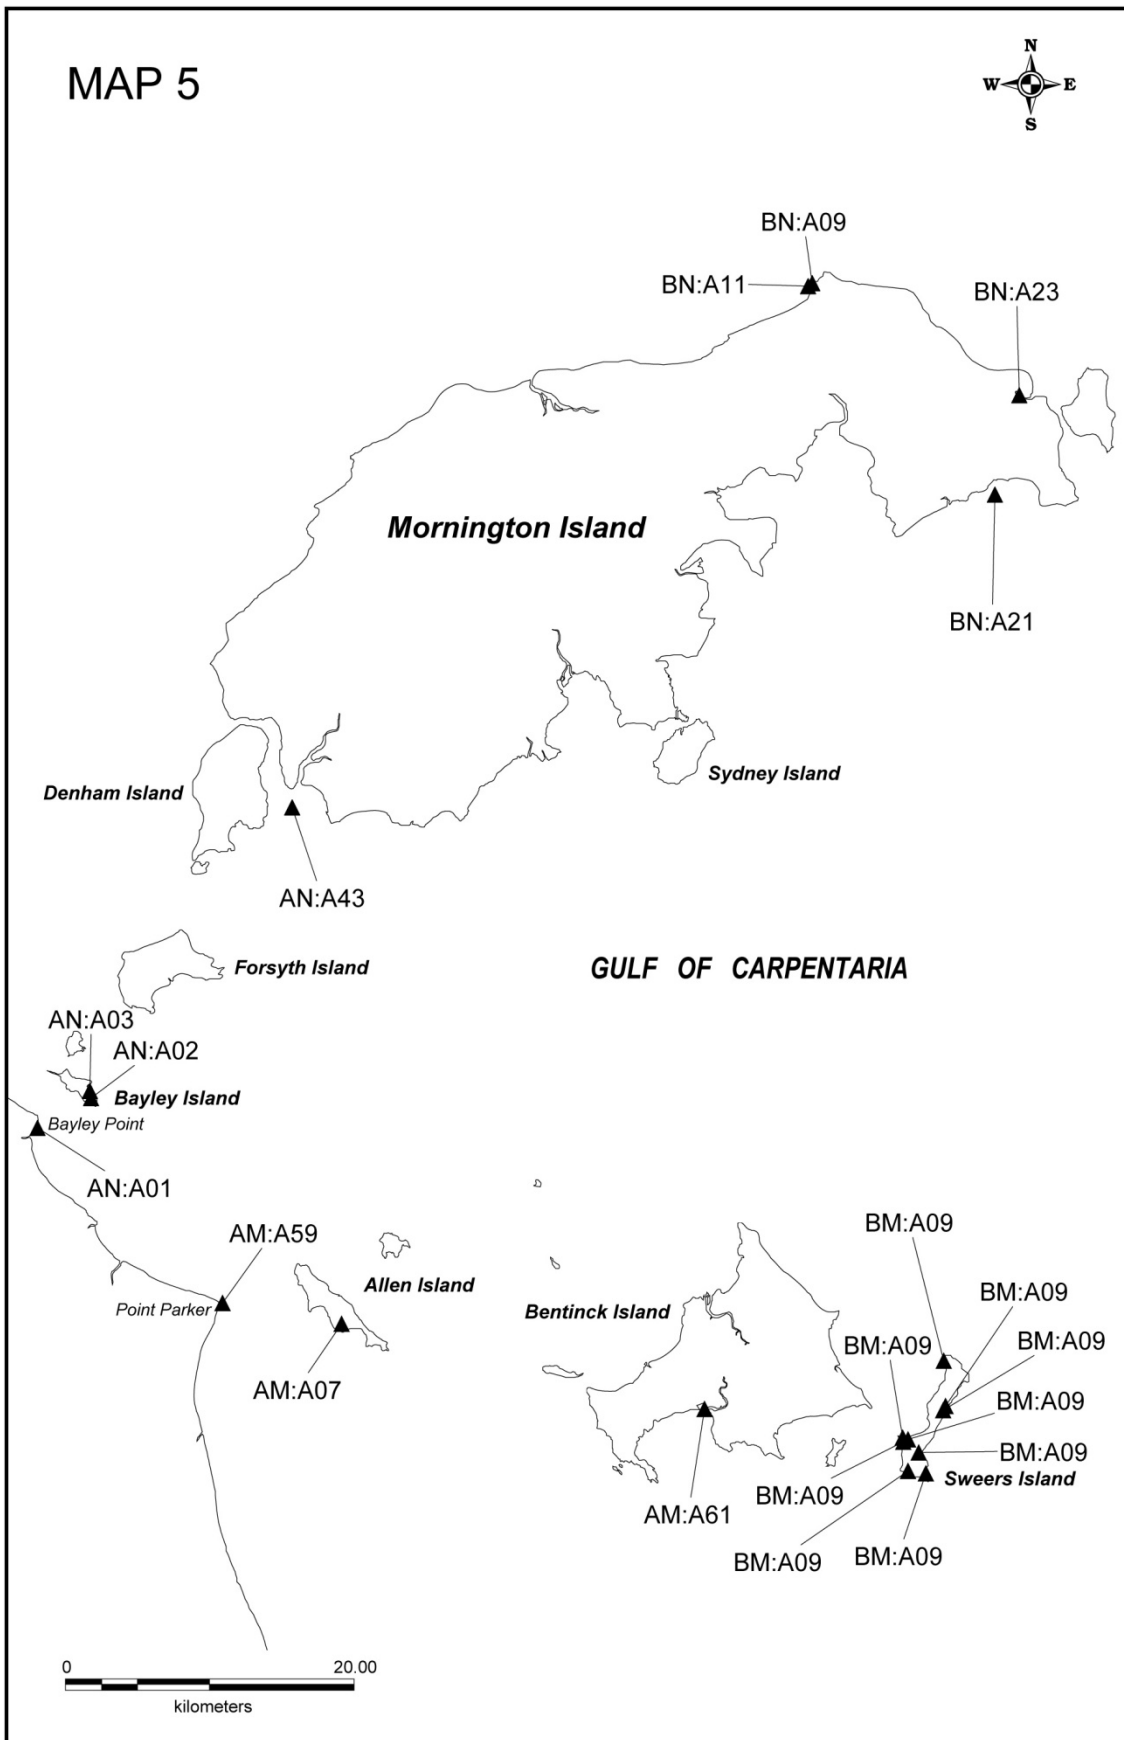 MAP 5
N
W E
S
BN:A09
BN:A11
BN:A23
Mornington Island
BN:A21
Sydney Island
Denham Island
AN:A43
Forsyth Island
GULF OF CARPENTARIA
AN:A03
AN:A02
Bayley Island
Bayley Point
AN:A01
AM:A59
BM:A09
Allen Island
BM:A09
Point Parker
Bentinck Island
BM:A09
BM:A09
AM:A07
BM:A09
BM:A09
Sweers Island
BM:A09
AM:A61
BM:A09
BM:A09
0 20.00
kilometers